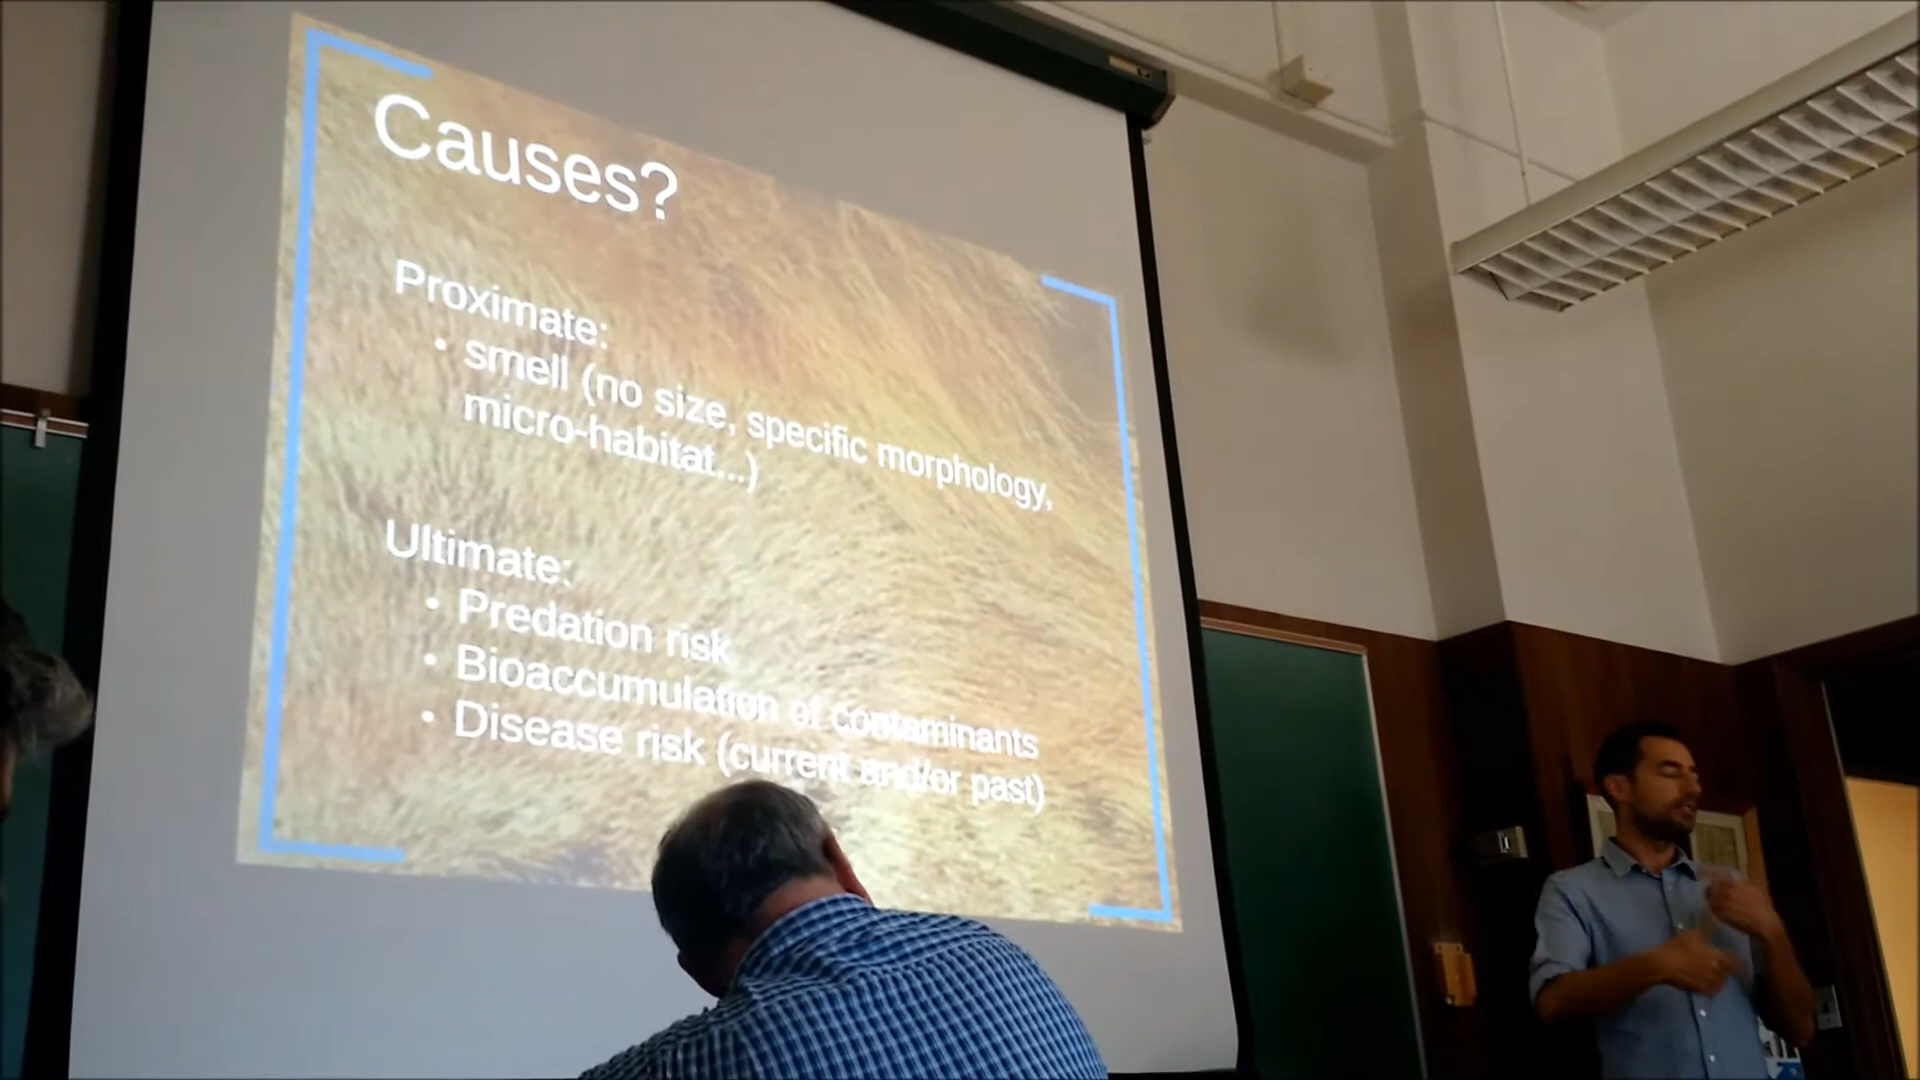 Causes?
Proximate:
• smell (no size, specific morphology,
micro-habitat...)
Ultimate:
• Predation risk
• Bioaccumulation of contaminants
• Disease risk (current and/or past)